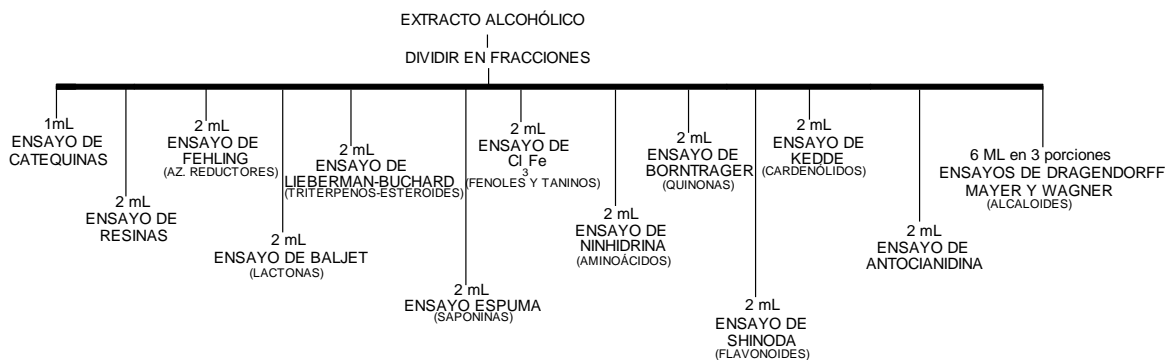 EXTRACTO ALCOHÓLICO
DIVIDIR EN FRACCIONES
1mL
ENSAYO DE
CATEQUINAS
2 mL
ENSAYO DE
RESINAS
2 mL
ENSAYO DE
FEHLING
(AZ. REDUCTORES)
2 mL
ENSAYO DE BALJET
(LACTONAS)
2 mL
ENSAYO DE
LIEBERMAN-BUCHARD
(TRITERPENOS-ESTEROIDES)
2 mL
ENSAYO ESPUMA
(SAPONINAS)
2 mL
ENSAYO DE
Cl Fe
3
(FENOLES Y TANINOS)
2 mL
ENSAYO DE
NINHIDRINA
(AMINOÁCIDOS)
2 mL
ENSAYO DE
BORNTRAGER
(QUINONAS)
2 mL
ENSAYO DE
SHINODA
(FLAVONOIDES)
2 mL
ENSAYO DE
KEDDE
(CARDENÓLIDOS)
2 mL
ENSAYO DE
ANTOCIANIDINA
6 ML en 3 porciones
ENSAYOS DE DRAGENDORFF
MAYER Y WAGNER
(ALCALOIDES)